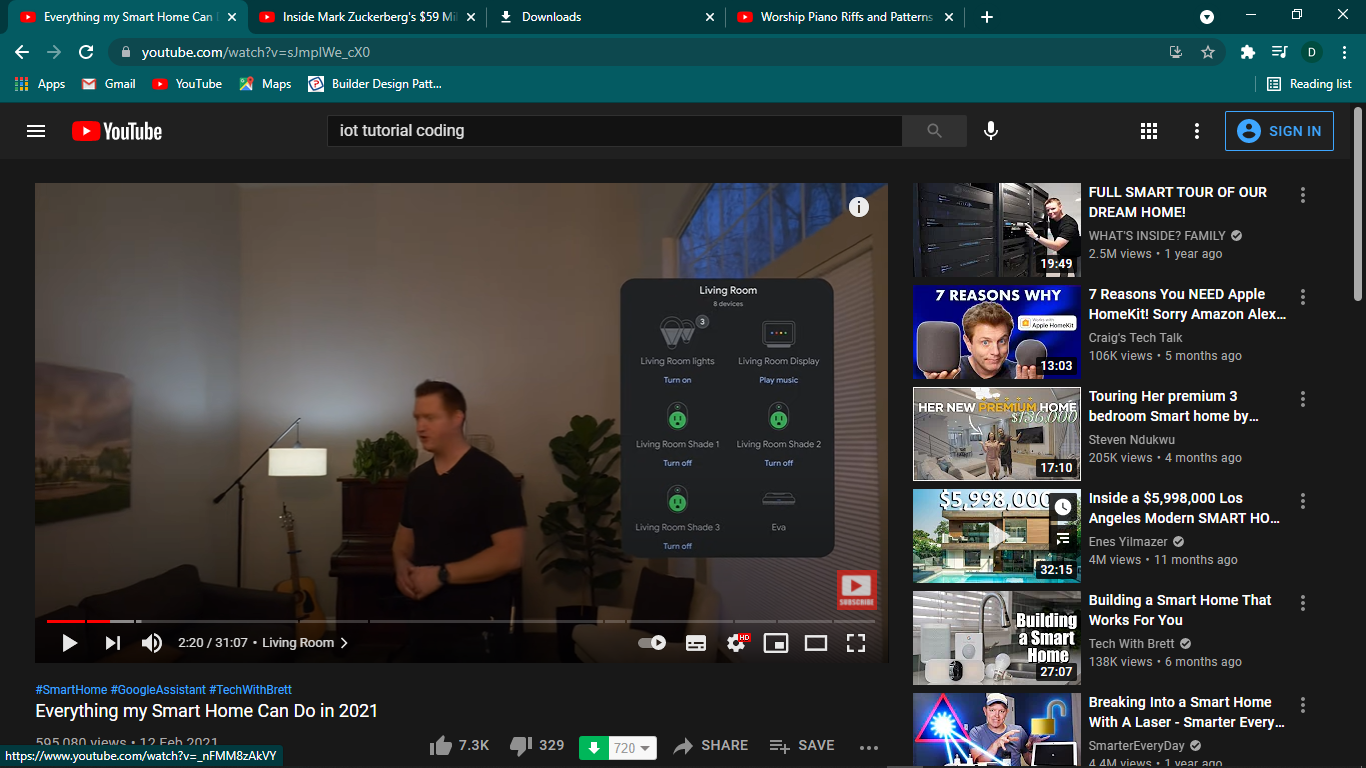 Everything my Smart Home Can
Inside Mark Zuckerberg's $59 Mi
Downloads
Worship Piano Riffs and Patterns
youtube.com/watch?v=sJmplWe_cX0
D
Apps
Gmail
YouTube
Maps
Builder Design Patt...
Reading list
YouTube
iot tutorial coding
SIGN IN
Living Room
8 devices
3
Living Room lights
Living Room Display
Turn on
Play music
Living Room Shade 1
Living Room Shade 2
Turn off
Turn off
Living Room Shade 3
Eva
Turn off
SUBSCRIBE
2:20 / 31:07 • Living Room
HD
#SmartHome #GoogleAssistant #TechWithBrett
Everything my Smart Home Can Do in 2021
595,080 views • 12 Feb 2021
7.3K
329
720
SHARE
SAVE
https://www.youtube.com/watch?v=_nFMM8zAkVY
19:49
FULL SMART TOUR OF OUR
DREAM HOME!
WHAT'S INSIDE? FAMILY
2.5M views • 1 year ago
7 REASONS WHY
Works with
Apple HomeKit
13:03
7 Reasons You NEED Apple
HomeKit! Sorry Amazon Alex...
Craig's Tech Talk
106K views • 5 months ago
HER NEW PREMIUM HOME
$136,000
17:10
Touring Her premium 3
bedroom Smart home by...
Steven Ndukwu
205K views • 4 months ago
$5,998,000
32:15
Inside a $5,998,000 Los
Angeles Modern SMART HO...
Enes Yilmazer
4M views • 11 months ago
Building
a Smart
Home
27:07
Building a Smart Home That
Works For You
Tech With Brett
138K views • 6 months ago
Breaking Into a Smart Home
With A Laser - Smarter Every...
SmarterEveryDay
4.4M views • 1 year ago